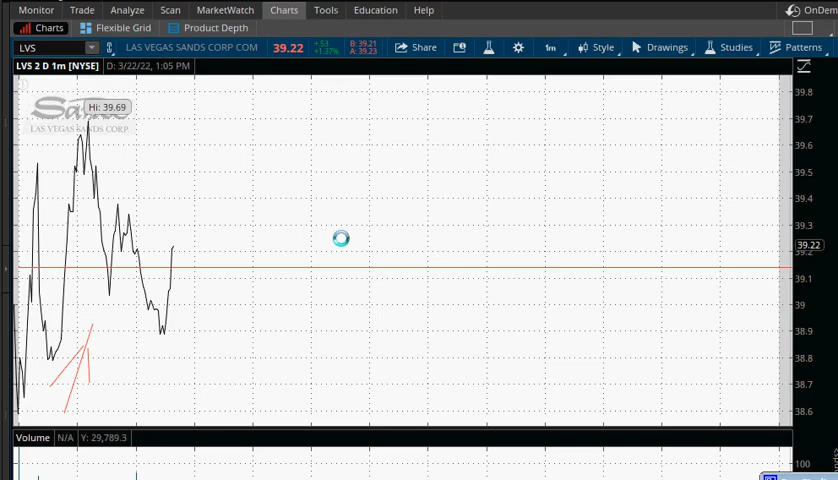 Monitor Trade Analyze Scan MarketWatch Charts Tools Education Help OnDem
Charts Flexible Grid Product Depth
LVS LAS VEGAS SANDS CORP COM 39.22 +.53 B: 39.21 Share 1m Style Drawings Studies Patterns
+1.37% A: 39.23
LVS 2 D 1m [NYSE] D: 3/22/22, 1:05 PM
39.8
Sands Hi: 39.69
39.7
LAS VEGAS SANDS CORP.
39.6
39.5
39.4
39.3
39.22
39.2
39.1
39
38.9
38.8
38.7
38.6
Volume N/A Y: 29,789.3
100